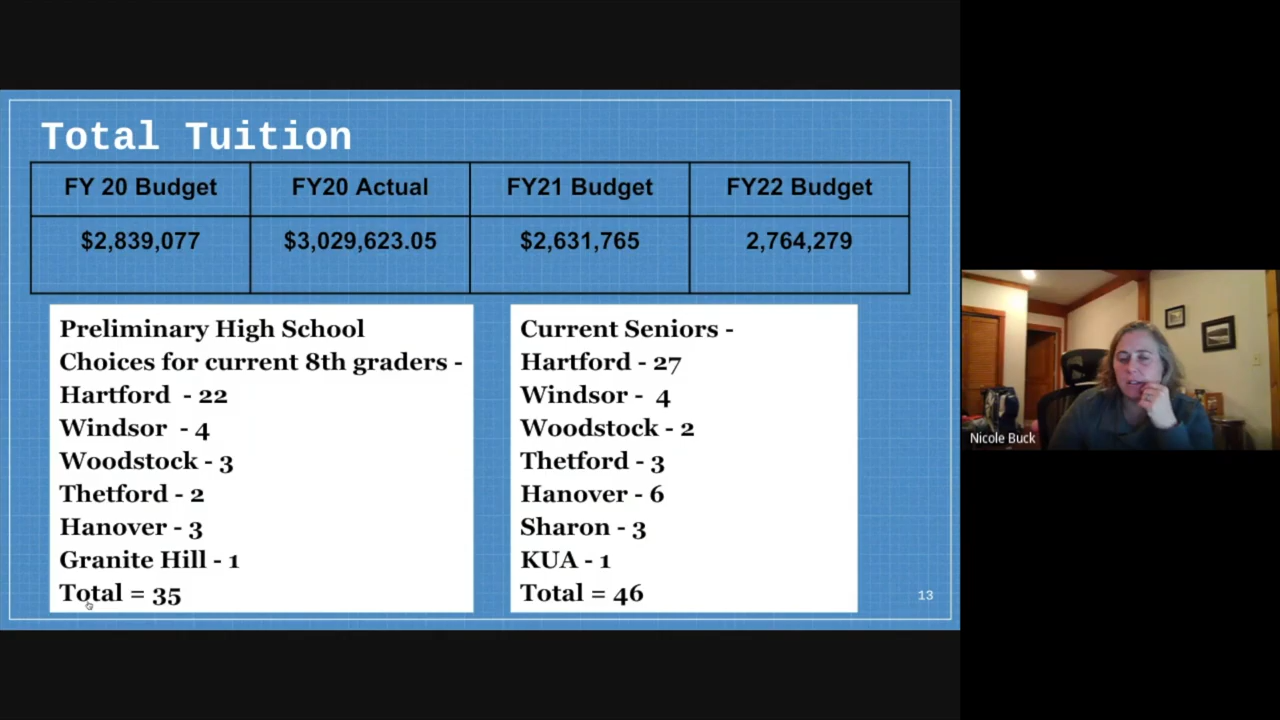 Total Tuition
FY 20 Budget
FY20 Actual
FY21 Budget
FY22 Budget
$2,839,077
$3,029,623.05
$2,631,765
2,764,279
Preliminary High School
Choices for current 8th graders -
Hartford - 22
Windsor - 4
Woodstock - 3
Thetford - 2
Hanover - 3
Granite Hill - 1
Total = 35
Current Seniors -
Hartford - 27
Windsor - 4
Woodstock - 2
Thetford - 3
Hanover - 6
Sharon - 3
KUA - 1
Total = 46
13
Nicole Buck